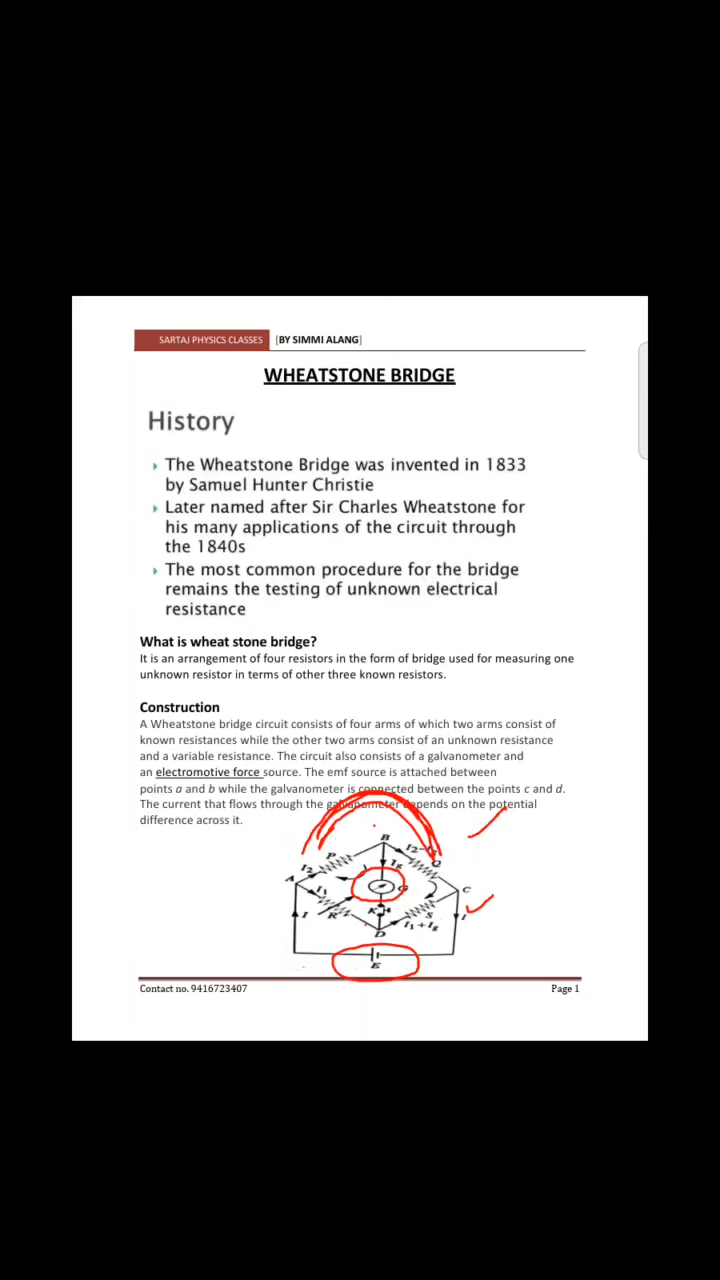 SARTAJ PHYSICS CLASSES [BY SIMMI ALANG]
WHEATSTONE BRIDGE
History
The Wheatstone Bridge was invented in 1833
by Samuel Hunter Christie
Later named after Sir Charles Wheatstone for
his many applications of the circuit through
the 1840s
The most common procedure for the bridge
remains the testing of unknown electrical
resistance
What is wheat stone bridge?
It is an arrangement of four resistors in the form of bridge used for measuring one
unknown resistor in terms of other three known resistors.
Construction
A Wheatstone bridge circuit consists of four arms of which two arms consist of
known resistances while the other two arms consist of an unknown resistance
and a variable resistance. The circuit also consists of a galvanometer and
an electromotive force source. The emf source is attached between
points a and b while the galvanometer is connected between the points c and d.
The current that flows through the galvanometer depends on the potential
difference across it.
B
P
I2
Ig
Q
A
I1
G
C
K
S
I
R
I
D
I1+Ig
E
Contact no. 9416723407
Page 1